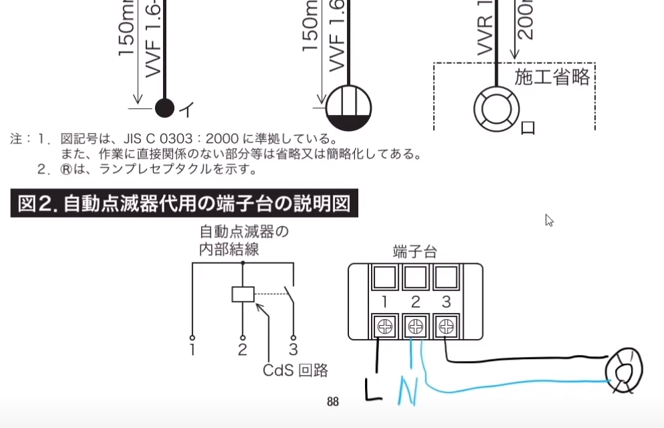 150mm
VVF 1.6-
150mm
VVF 1.6
VVR 1
200m
施工省略
イ
ロ
注：1．図記号は、JIS C 0303：2000 に準拠している。
また、作業に直接関係のない部分等は省略又は簡略化してある。
2．Ⓡは、ランプレセプタクルを示す。
図2．自動点滅器代用の端子台の説明図
自動点滅器の
内部結線
端子台
1 2 3
1 2 3
CdS 回路
L N
88